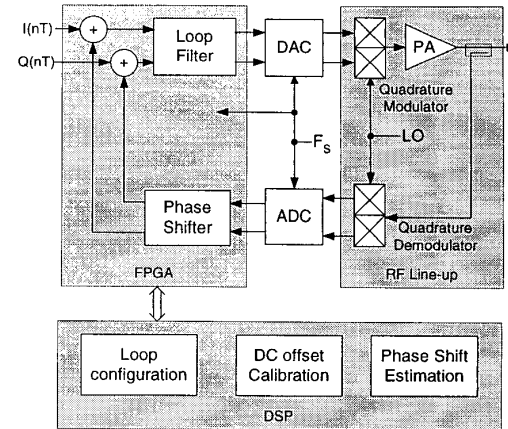 I(nT)
+
Q(nT)
+
Loop
Filter
DAC
PA
Quadrature
Modulator
Fs
LO
Phase
Shifter
ADC
Quadrature
Demodulator
FPGA
RF Line-up
Loop
configuration
DC offset
Calibration
Phase Shift
Estimation
DSP